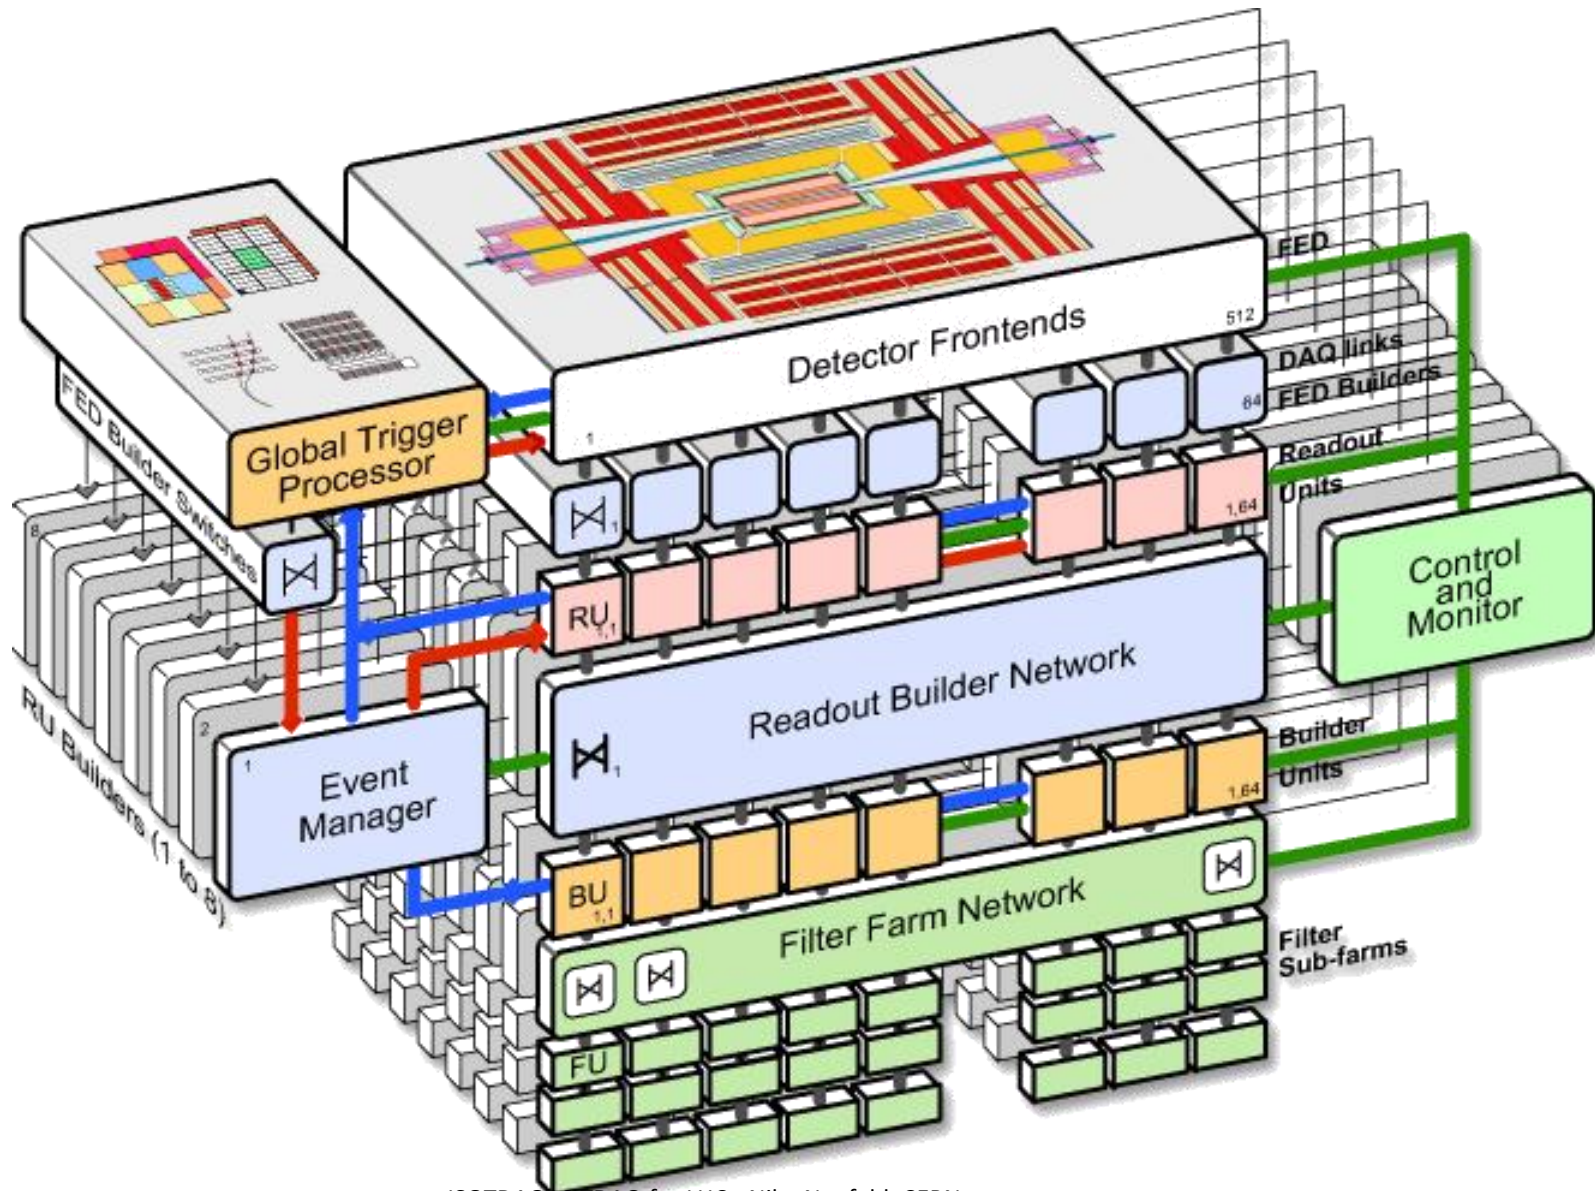 FED
512
Detector Frontends
1
DAQ links
FED Builders
64
Global Trigger
Processor
FED Builder Switches
Readout
Units
1
1,64
8
RU
1,1
Control
and
Monitor
Readout Builder Network
1
RU Builders (1 to 8)
2
1
Event
Manager
Builder
Units
1,64
BU
1,1
Filter Farm Network
Filter
Sub-farms
FU